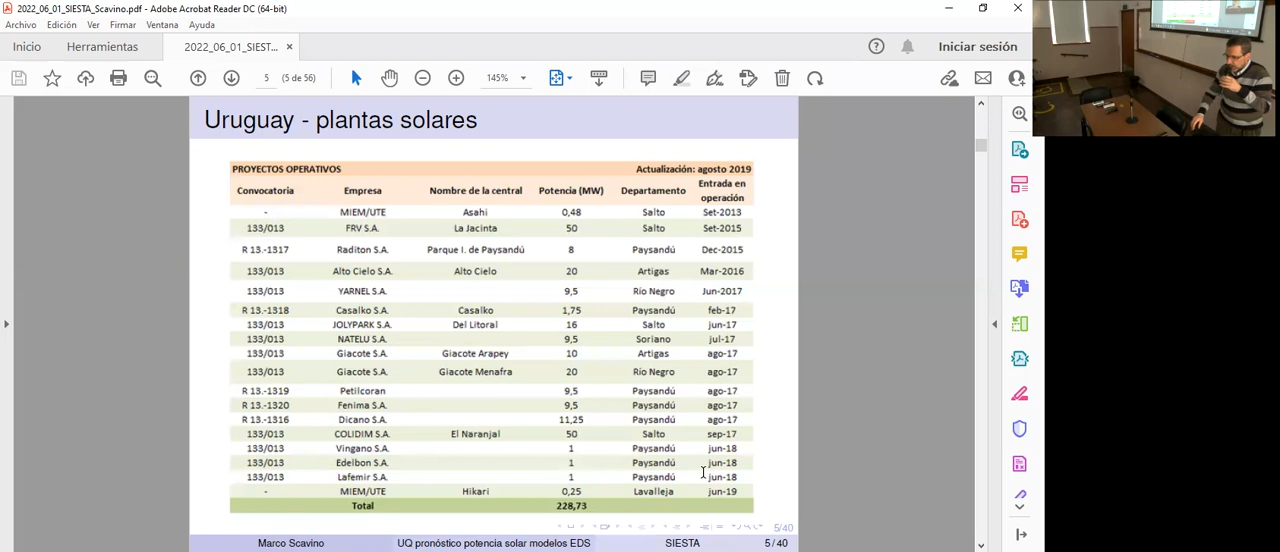 2022_06_01_SIESTA_Scavino.pdf - Adobe Acrobat Reader DC (64-bit)
Archivo Edición Ver Firmar Ventana Ayuda
Inicio Herramientas 2022_06_01_SIEST... × Iniciar sesión
5 (5 de 56) 145%
Uruguay - plantas solares
PROYECTOS OPERATIVOS Actualización: agosto 2019
Convocatoria Empresa Nombre de la central Potencia (MW) Departamento Entrada en operación
- MIEM/UTE Asahi 0,48 Salto Set-2013
133/013 FRV S.A. La Jacinta 50 Salto Set-2015
R 13.-1317 Raditon S.A. Parque I. de Paysandú 8 Paysandú Dec-2015
133/013 Alto Cielo S.A. Alto Cielo 20 Artigas Mar-2016
133/013 YARNEL S.A. 9,5 Río Negro Jun-2017
R 13.-1318 Casalko S.A. Casalko 1,75 Paysandú feb-17
133/013 JOLYPARK S.A. Del Litoral 16 Salto jun-17
133/013 NATELU S.A. 9,5 Soriano jul-17
133/013 Giacote S.A. Giacote Arapey 10 Artigas ago-17
133/013 Giacote S.A. Giacote Menafra 20 Río Negro ago-17
R 13.-1319 Petilcoran 9,5 Paysandú ago-17
R 13.-1320 Fenima S.A. 9,5 Paysandú ago-17
R 13.-1316 Dicano S.A. 11,25 Paysandú ago-17
133/013 COLIDIM S.A. El Naranjal 50 Salto sep-17
133/013 Vingano S.A. 1 Paysandú jun-18
133/013 Edelbon S.A. 1 Paysandú jun-18
133/013 Lafemir S.A. 1 Paysandú jun-18
- MIEM/UTE Hikari 0,25 Lavalleja jun-19
Total 228,73
5/40
Marco Scavino UQ pronóstico potencia solar modelos EDS SIESTA 5 / 40